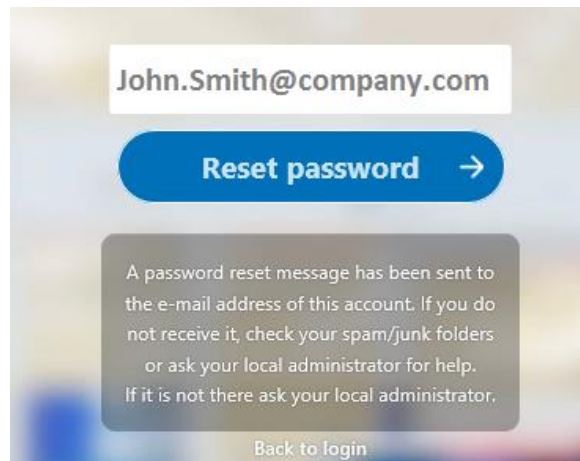 John.Smith@company.com
Reset password →
A password reset message has been sent to
the e-mail address of this account. If you do
not receive it, check your spam/junk folders
or ask your local administrator for help.
If it is not there ask your local administrator.
Back to login